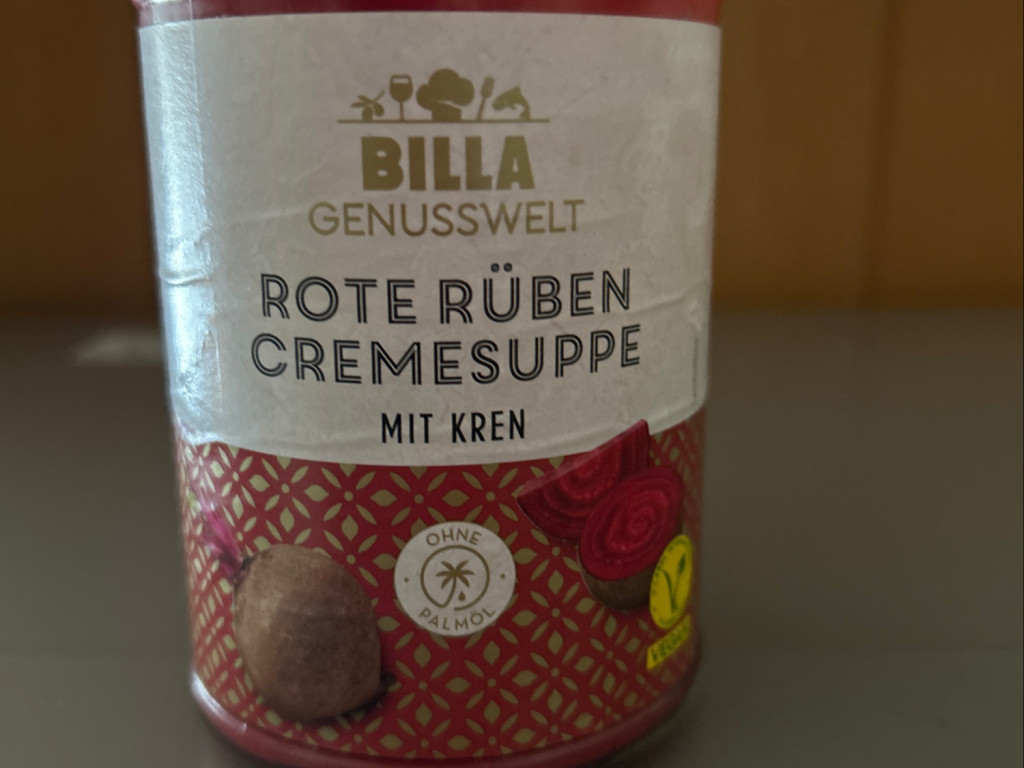 BILLA
GENUSSWELT
ROTE RÜBEN
CREMESUPPE
MIT KREN
OHNE
PALMÖL
V
VEGAN